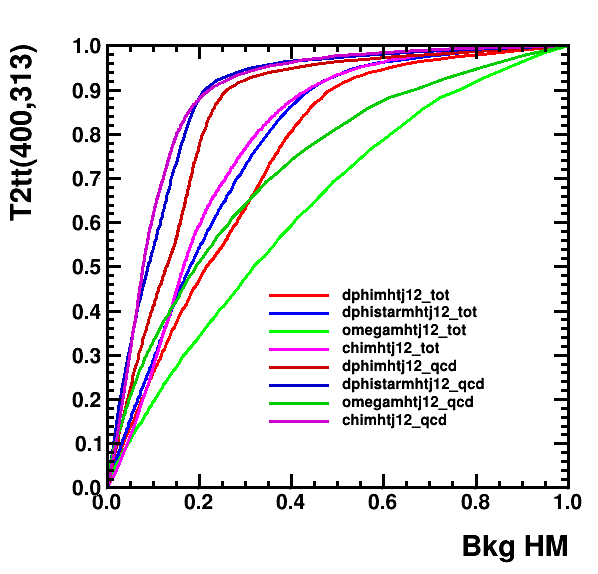 T2tt(400,313)
1.0
0.9
0.8
0.7
0.6
0.5
0.4
0.3
0.2
0.1
0.0
dphimhtj12_tot
dphistarmhtj12_tot
omegamhtj12_tot
chimhtj12_tot
dphimhtj12_qcd
dphistarmhtj12_qcd
omegamhtj12_qcd
chimhtj12_qcd
0.0 0.2 0.4 0.6 0.8 1.0
Bkg HM